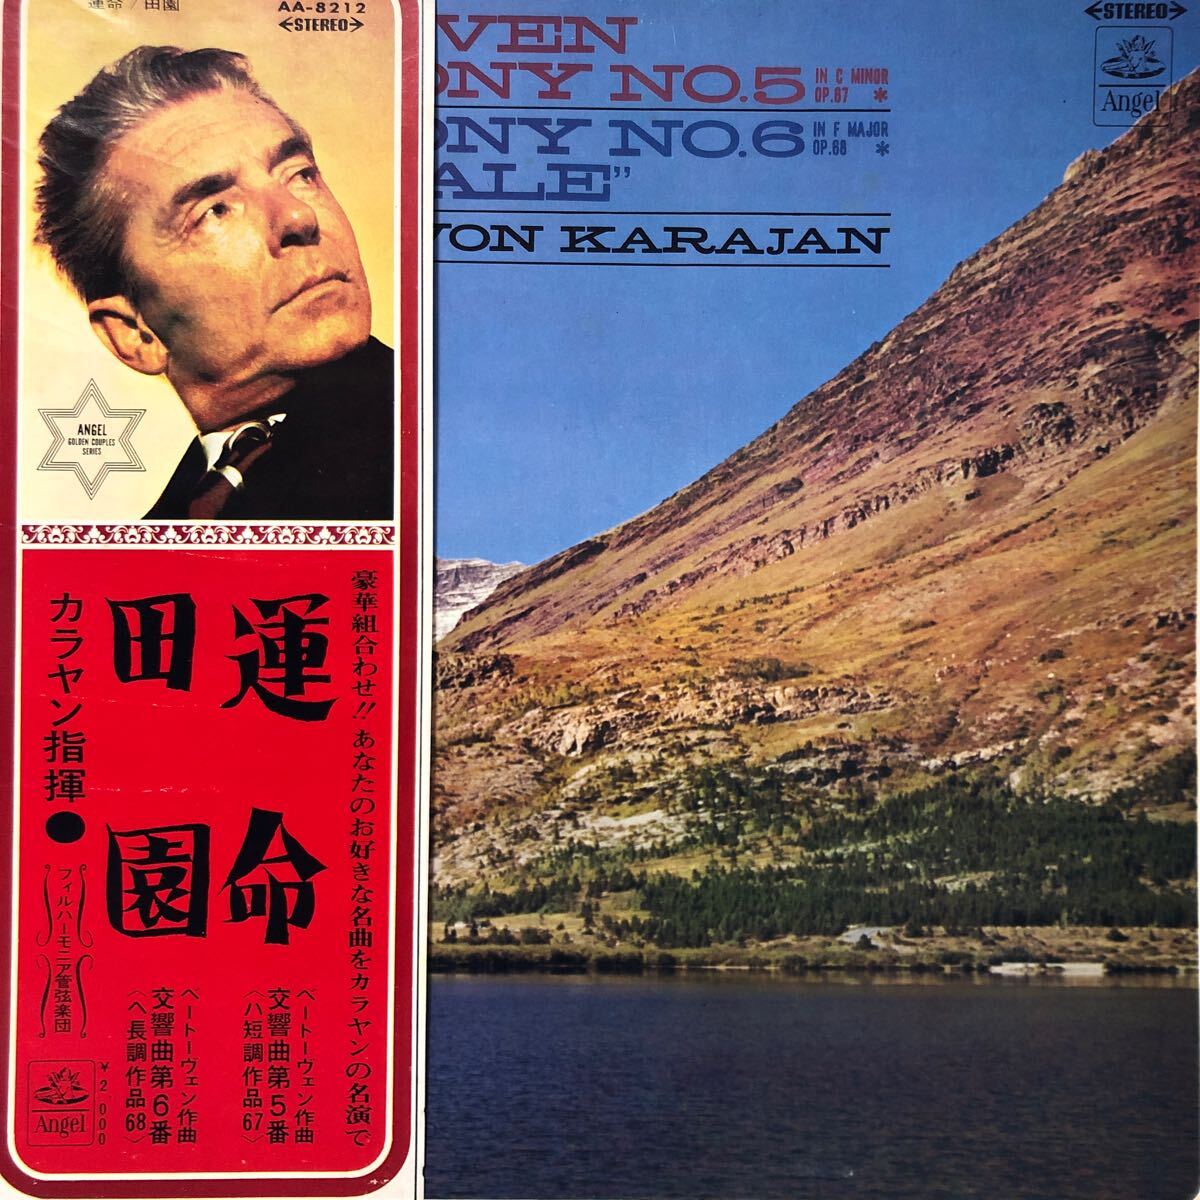 運命/田園
AA-8212
STEREO
ANGEL
GOLDEN COUPLES
SERIES
豪華組合わせ!!あなたのお好きな名曲をカラヤンの名演で
運命
田園
カラヤン指揮●
フィルハーモニア管弦楽団
ベートーヴェン作曲
交響曲第5番
〈ハ短調作品67〉
ベートーヴェン作曲
交響曲第6番
〈ヘ長調作品68〉
¥2,000
Angel
VEN
ONY NO.5 IN C MINOR
OP.67 *
ONY NO.6 IN F MAJOR
OP.68 *
ALE”
VON KARAJAN
STEREO
Angel